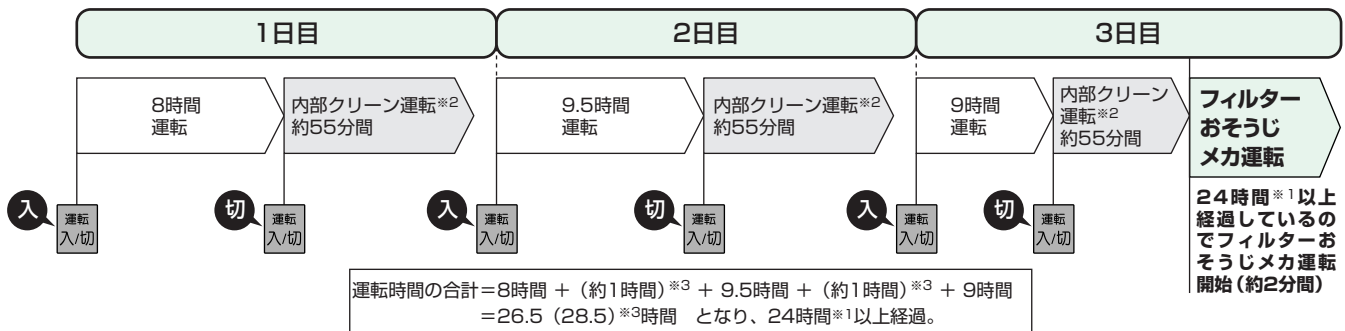 1日目
2日目
3日目
8時間
運転
内部クリーン運転※2
約55分間
9.5時間
運転
内部クリーン運転※2
約55分間
9時間
運転
内部クリーン
運転※2
約55分間
フィルター
おそうじ
メカ運転
入
運転
入/切
切
運転
入/切
入
運転
入/切
切
運転
入/切
入
運転
入/切
切
運転
入/切
24時間※1以上
経過しているの
でフィルターお
そうじメカ運転
開始(約2分間)
運転時間の合計=8時間 + (約1時間)※3 + 9.5時間 + (約1時間)※3 + 9時間
=26.5 (28.5)※3時間 となり、24時間※1以上経過。